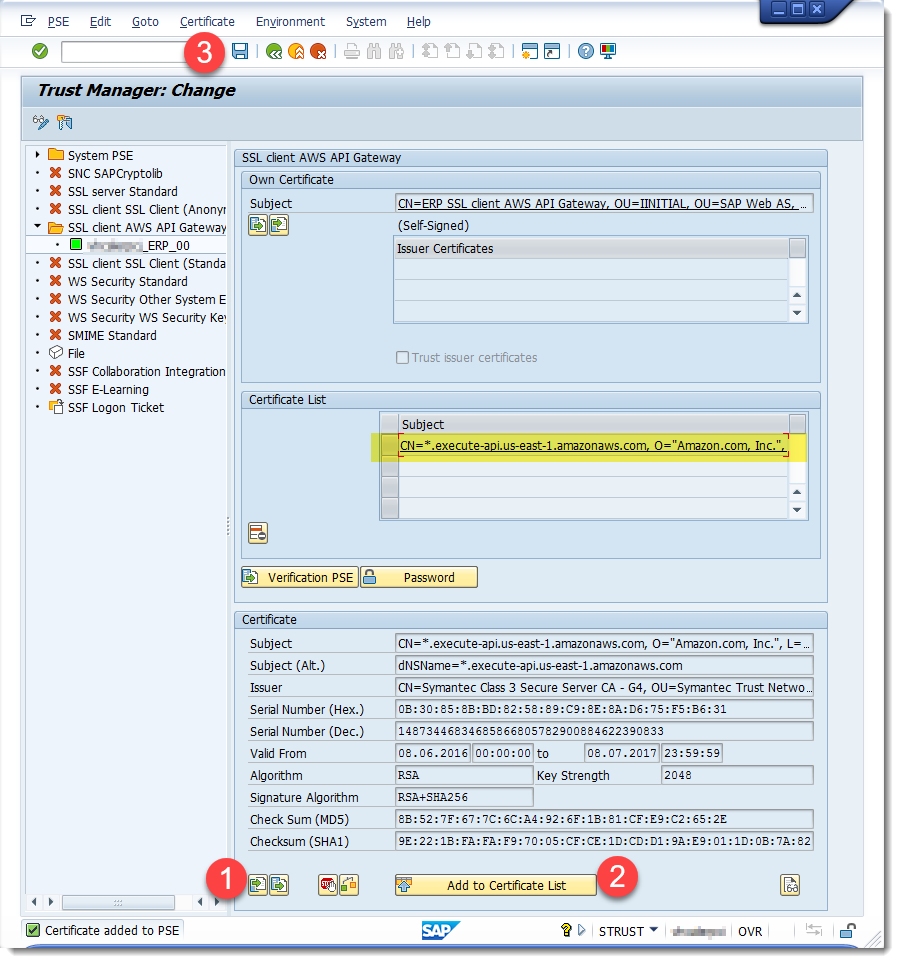 PSE Edit Goto Certificate Environment System Help
3
Trust Manager: Change
System PSE
SNC SAPCryptolib
SSL server Standard
SSL client SSL Client (Anonyr
SSL client AWS API Gateway
_ERP_00
SSL client SSL Client (Standa
WS Security Standard
WS Security Other System E
WS Security WS Security Key
SMIME Standard
File
SSF Collaboration Integration
SSF E-Learning
SSF Logon Ticket
SSL client AWS API Gateway
Own Certificate
Subject CN=ERP SSL client AWS API Gateway, OU=IINITIAL, OU=SAP Web AS, ...
(Self-Signed)
Issuer Certificates
Trust issuer certificates
Certificate List
Subject
CN=*.execute-api.us-east-1.amazonaws.com, O="Amazon.com, Inc.",
Verification PSE Password
Certificate
Subject CN=*.execute-api.us-east-1.amazonaws.com, O="Amazon.com, Inc.", L=...
Subject (Alt.) dNSName=*.execute-api.us-east-1.amazonaws.com
Issuer CN=Symantec Class 3 Secure Server CA - G4, OU=Symantec Trust Netwo...
Serial Number (Hex.) 0B:30:85:8B:BD:82:58:89:C9:8E:8A:D6:75:F5:B6:31
Serial Number (Dec.) 14873446834685866805782900884622390833
Valid From 08.06.2016 00:00:00 to 08.07.2017 23:59:59
Algorithm RSA Key Strength 2048
Signature Algorithm RSA+SHA256
Check Sum (MD5) 8B:52:7F:67:7C:6C:A4:92:6F:1B:81:CF:E9:C2:65:2E
Checksum (SHA1) 9E:22:1B:FA:FA:F9:70:05:CF:CE:1D:CD:D1:9A:E9:01:1D:0B:7A:82
1 STOP Add to Certificate List 2
Certificate added to PSE SAP STRUST OVR